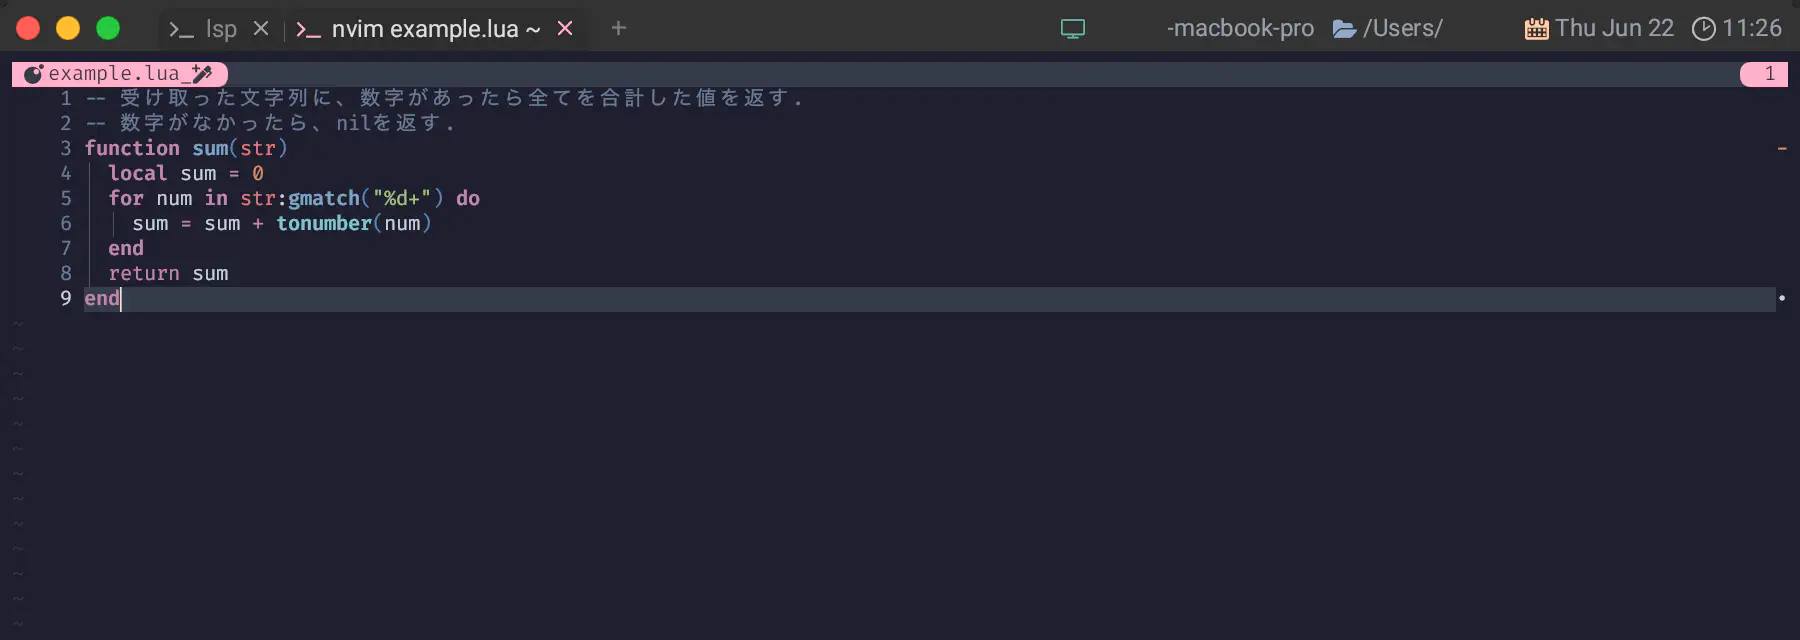 lsp nvim example.lua ~ -macbook-pro /Users/ Thu Jun 22 11:26
example.lua_ 1
1 -- 受け取った文字列に、数字があったら全てを合計した値を返す.
2 -- 数字がなかったら、nilを返す.
3 function sum(str)
4 local sum = 0
5 for num in str:gmatch("%d+") do
6 sum = sum + tonumber(num)
7 end
8 return sum
9 end
~
~
~
~
~
~
~
~
~
~
~
~
~